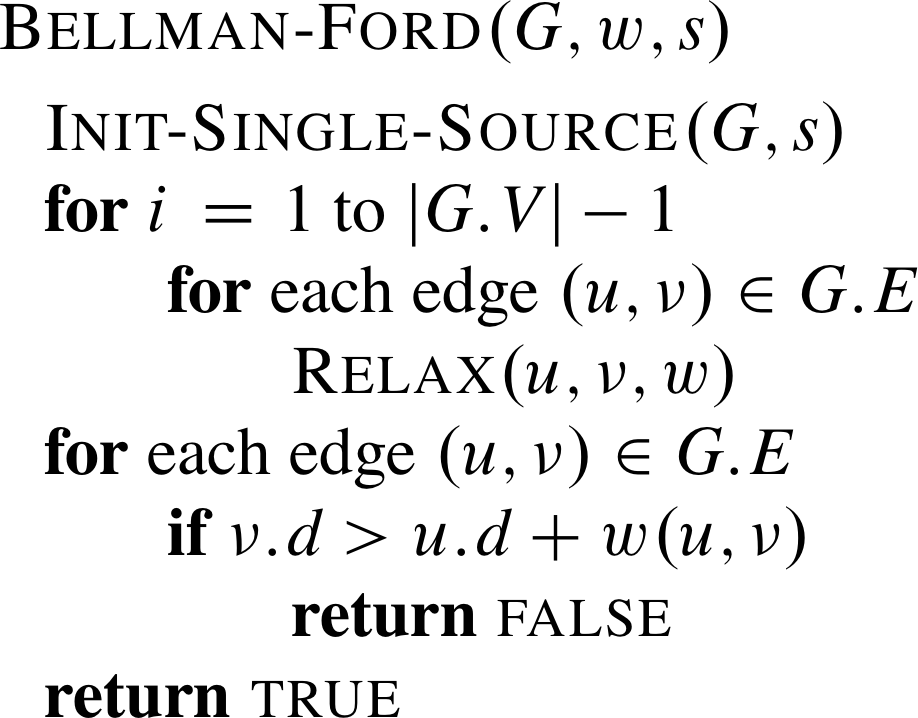 BELLMAN-FORD(G, w, s)
INIT-SINGLE-SOURCE(G, s)
for i = 1 to |G.V| − 1
for each edge (u, ν) ∈ G.E
RELAX(u, ν, w)
for each edge (u, ν) ∈ G.E
if ν.d > u.d + w(u, ν)
return FALSE
return TRUE